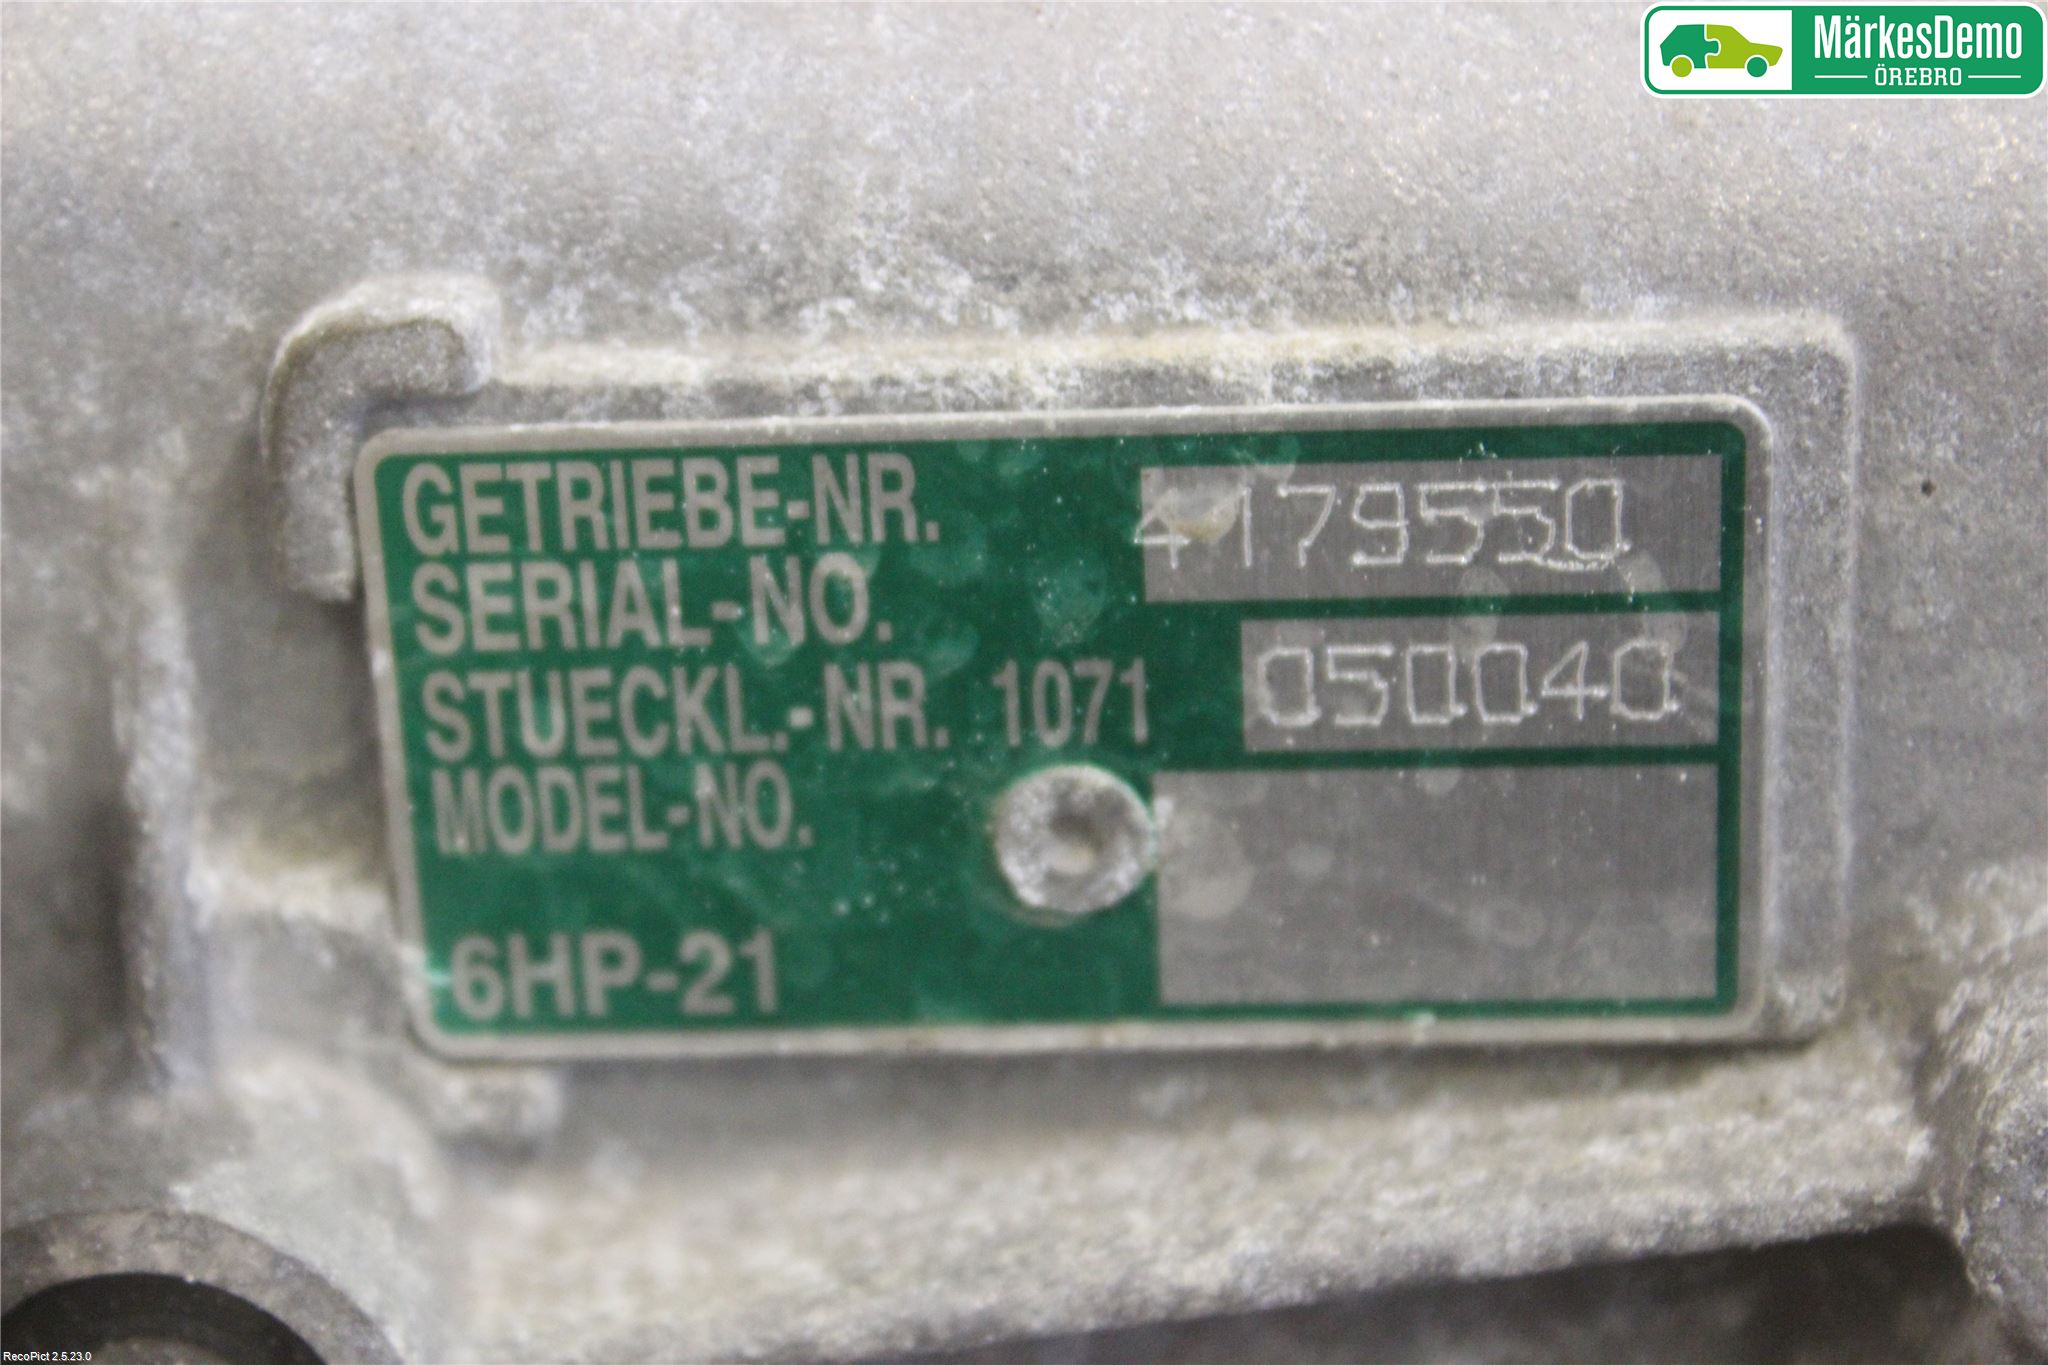 MärkesDemo
ÖREBRO
GETRIEBE-NR. 4179550
SERIAL-NO.
STUECKL.-NR. 1071 050040
MODEL-NO.
6HP-21
RecoPict 2.5.23.0